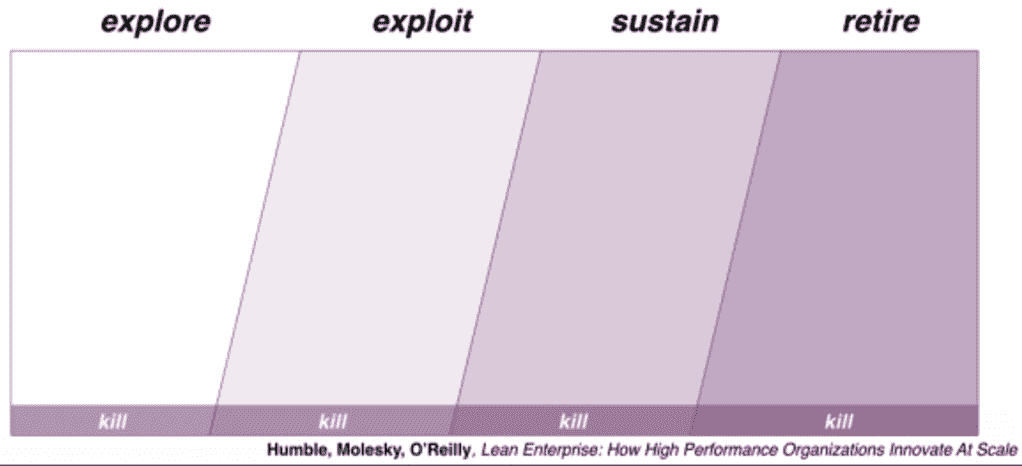 explore exploit sustain retire
kill kill kill kill
Humble, Molesky, O'Reilly, Lean Enterprise: How High Performance Organizations Innovate At Scale